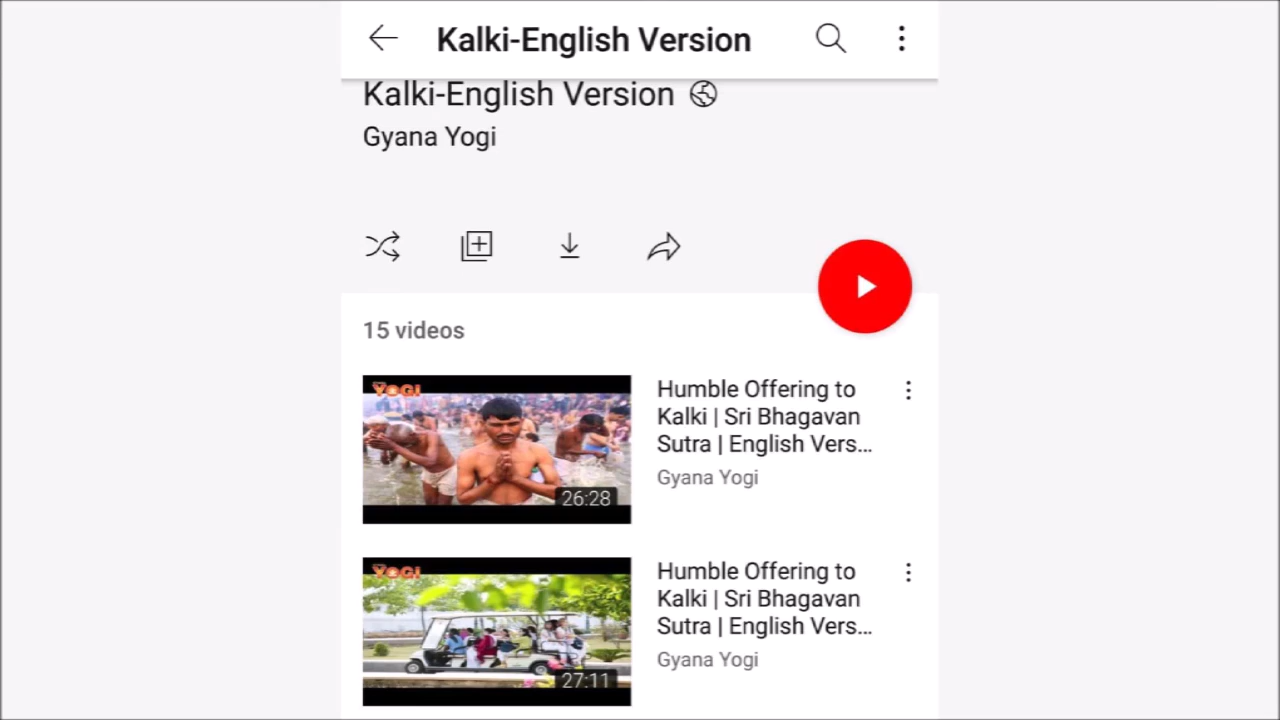 Kalki-English Version
Kalki-English Version
Gyana Yogi
15 videos
YOGI
26:28
Humble Offering to
Kalki | Sri Bhagavan
Sutra | English Vers...
Gyana Yogi
YOGI
27:11
Humble Offering to
Kalki | Sri Bhagavan
Sutra | English Vers...
Gyana Yogi